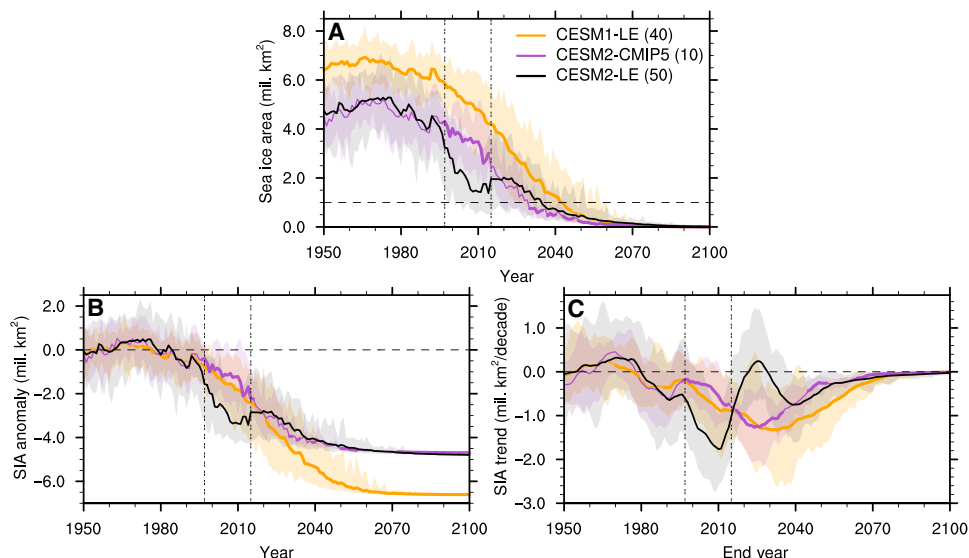 A
CESM1-LE (40)
CESM2-CMIP5 (10)
CESM2-LE (50)
Sea ice area (mil. km²)
8.0
6.0
4.0
2.0
0.0
1950 1980 2010 2040 2070 2100
Year
B
SIA anomaly (mil. km²)
2.0
0.0
−2.0
−4.0
−6.0
1950 1980 2010 2040 2070 2100
Year
C
SIA trend (mil. km²/decade)
1.0
0.0
−1.0
−2.0
−3.0
1950 1980 2010 2040 2070 2100
End year